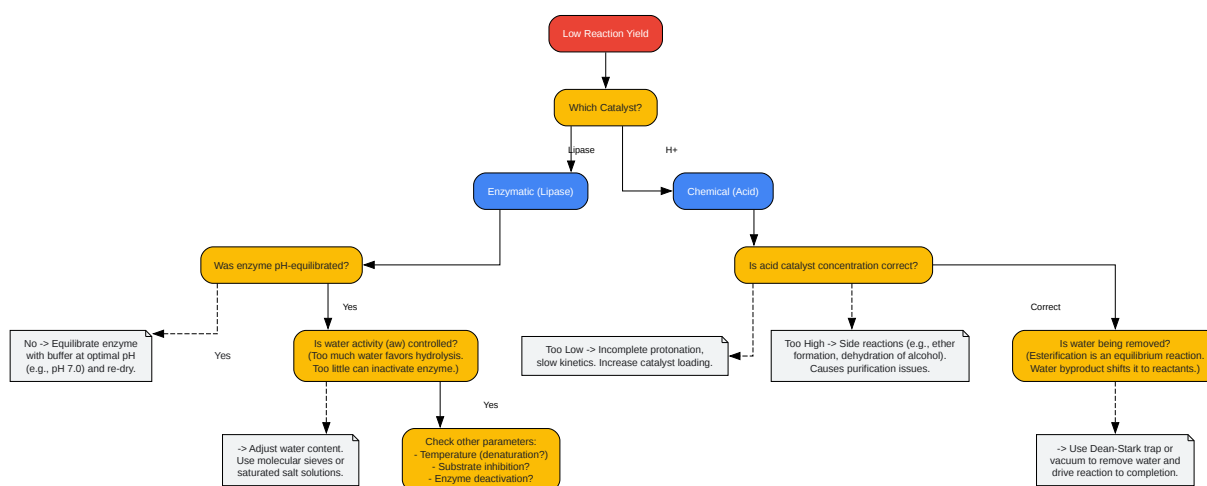 Low Reaction Yield
Which Catalyst?
Lipase
H+
Enzymatic (Lipase)
Chemical (Acid)
Was enzyme pH-equilibrated?
Is acid catalyst concentration correct?
Yes
Correct
No -> Equilibrate enzyme
with buffer at optimal pH
(e.g., pH 7.0) and re-dry.
Yes
Is water activity (aw) controlled?
(Too much water favors hydrolysis.
Too little can inactivate enzyme.)
Too Low -> Incomplete protonation,
slow kinetics. Increase catalyst loading.
Too High -> Side reactions (e.g., ether
formation, dehydration of alcohol).
Causes purification issues.
Is water being removed?
(Esterification is an equilibrium reaction.
Water byproduct shifts it to reactants.)
Yes
-> Adjust water content.
Use molecular sieves or
saturated salt solutions.
Check other parameters:
- Temperature (denaturation?)
- Substrate inhibition?
- Enzyme deactivation?
-> Use Dean-Stark trap or
vacuum to remove water and
drive reaction to completion.